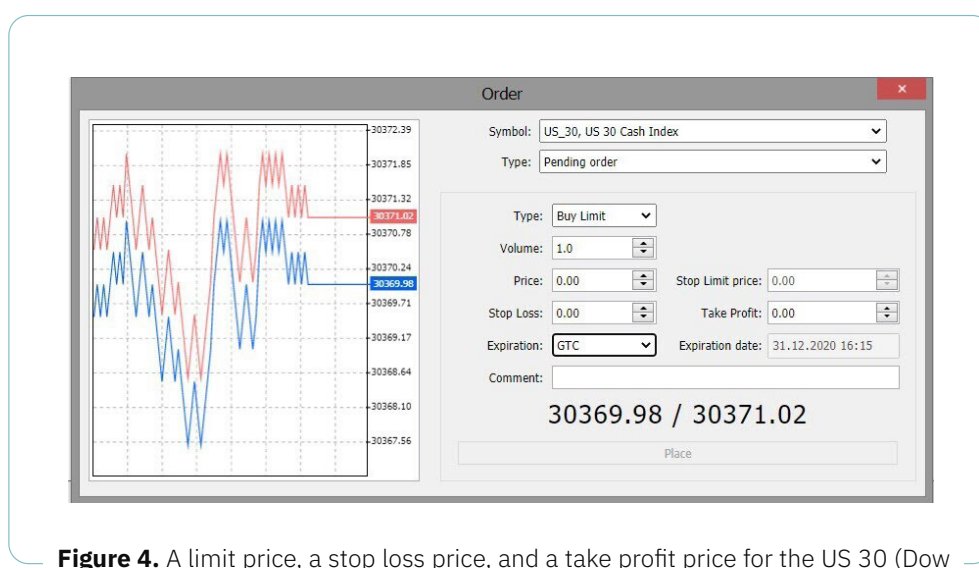 Order
×
30372.39
30371.85
30371.32
30371.02
30370.78
30370.24
30369.98
30369.71
30369.17
30368.64
30368.10
30367.56
Symbol: US_30, US 30 Cash Index
Type: Pending order
Type: Buy Limit
Volume: 1.0
Price: 0.00 Stop Limit price: 0.00
Stop Loss: 0.00 Take Profit: 0.00
Expiration: GTC Expiration date: 31.12.2020 16:15
Comment:
30369.98 / 30371.02
Place
Figure 4. A limit price, a stop loss price, and a take profit price for the US 30 (Dow